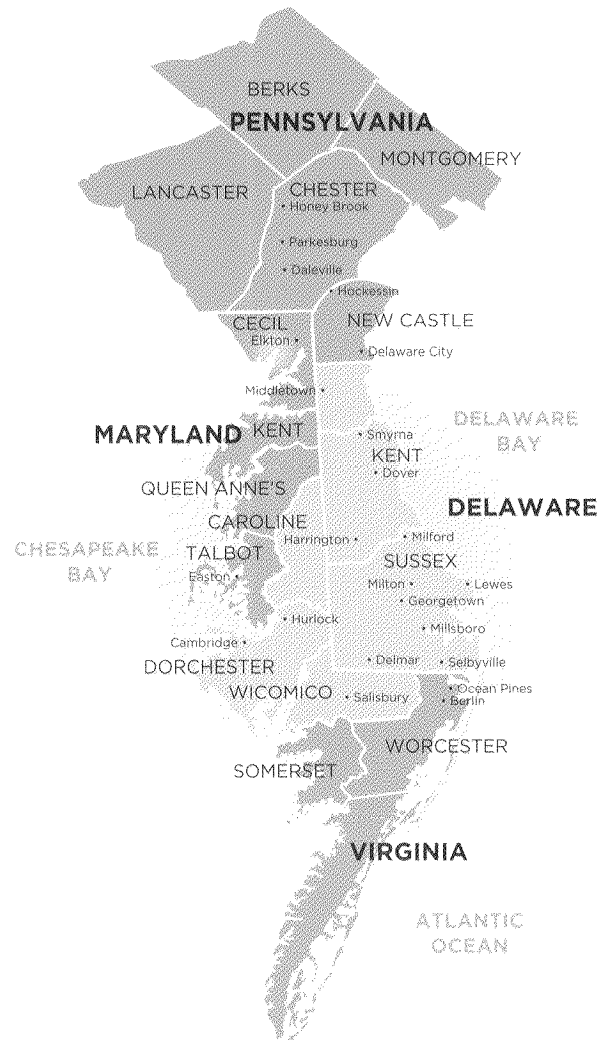 BERKS
PENNSYLVANIA
MONTGOMERY
LANCASTER
CHESTER
• Honey Brook
• Parkesburg
• Daleville
• Hockessin
CECIL
NEW CASTLE
Elkton •
• Delaware City
Middletown •
DELAWARE
BAY
MARYLAND
KENT
• Smyrna
KENT
• Dover
QUEEN ANNE'S
DELAWARE
CAROLINE
Harrington •
• Milford
CHESAPEAKE
BAY
TALBOT
SUSSEX
Easton •
Milton •
• Lewes
• Georgetown
• Hurlock
• Millsboro
Cambridge •
DORCHESTER
• Delmar
• Selbyville
WICOMICO
• Salisbury
• Ocean Pines
• Berlin
WORCESTER
SOMERSET
VIRGINIA
ATLANTIC
OCEAN